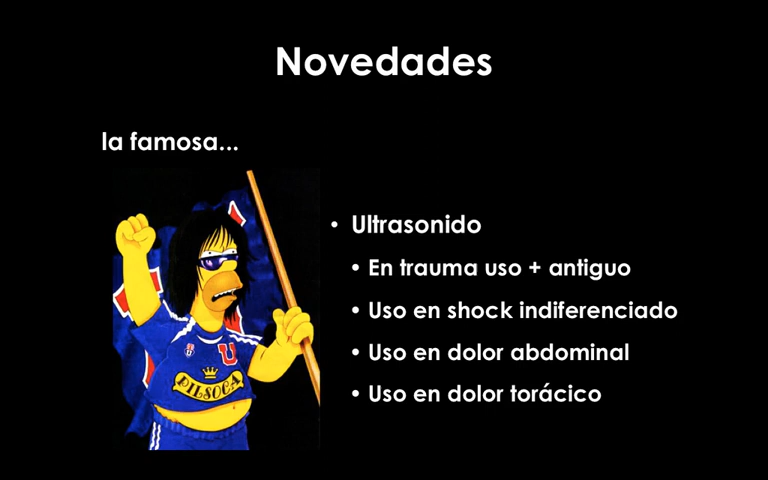 Novedades
la famosa...
• Ultrasonido
• En trauma uso + antiguo
• Uso en shock indiferenciado
• Uso en dolor abdominal
• Uso en dolor torácico
U
PILSOCA